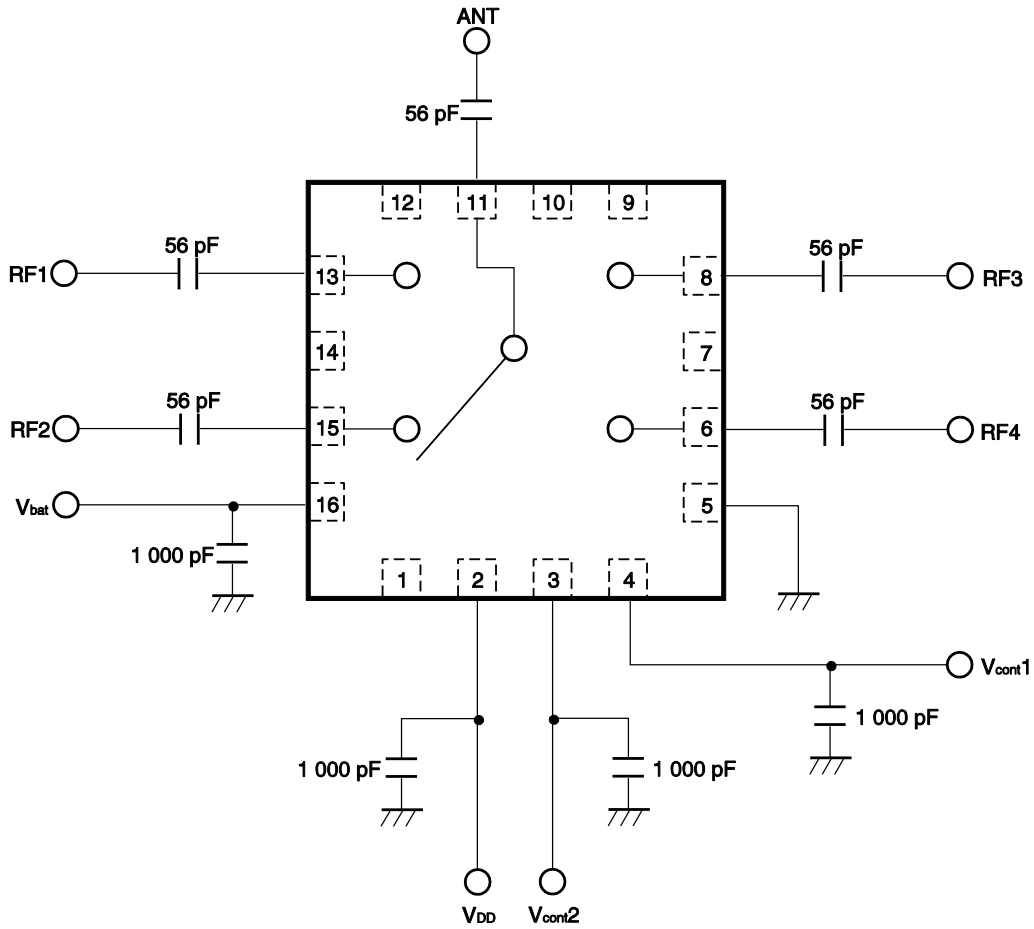 ANT
56 pF
12 11 10 9
56 pF 56 pF
RF1 13 8 RF3
14 7
56 pF 56 pF
RF2 15 6 RF4
Vbat 16 5
1 000 pF
1 2 3 4
Vcont1
1 000 pF
1 000 pF 1 000 pF
VDD Vcont2